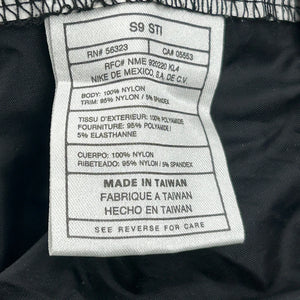 S9 STI
RN# 56323 CA# 05553
RFC# NME 920220 KL4
NIKE DE MEXICO, S.A. DE C.V.
BODY: 100% NYLON
TRIM: 95% NYLON / 5% SPANDEX
TISSU D'EXTERIEUR: 100% POLYAMIDE
FOURNITURE: 95% POLYAMIDE /
5% ELASTHANNE
CUERPO: 100% NYLON
RIBETEADO: 95% NYLON / 5% SPANDEX
MADE IN TAIWAN
FABRIQUE A TAIWAN
HECHO EN TAIWAN
SEE REVERSE FOR CARE